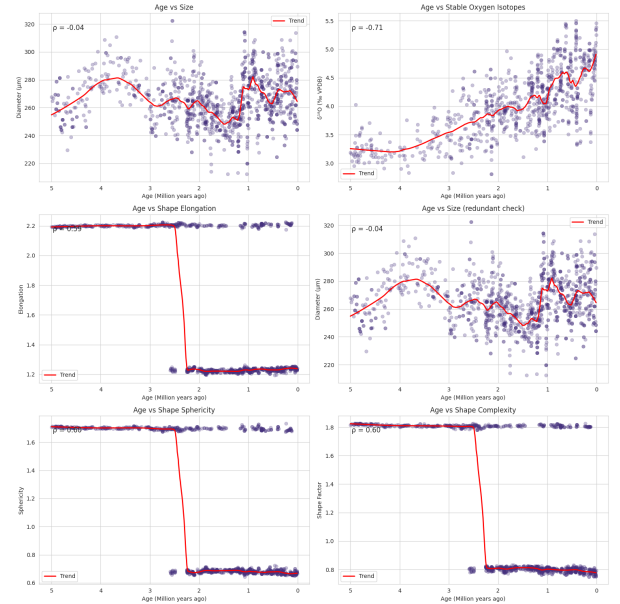 Age vs Size
ρ = -0.04
Trend
320
300
280
260
240
220
Diameter (μm)
5
4
3
2
1
0
Age (Million years ago)
Age vs Stable Oxygen Isotopes
ρ = -0.71
5.5
5.0
4.5
4.0
3.5
3.0
δ¹⁸O (‰ VPDB)
Trend
5
4
3
2
1
0
Age (Million years ago)
Age vs Shape Elongation
2.2
2.0
1.8
1.6
1.4
1.2
Elongation
Trend
5
4
3
2
1
0
Age (Million years ago)
Age vs Size (redundant check)
ρ = -0.04
Trend
320
300
280
260
240
220
Diameter (μm)
5
4
3
2
1
0
Age (Million years ago)
Age vs Shape Sphericity
1.6
1.4
1.2
1.0
0.8
0.6
Sphericity
Trend
5
4
3
2
1
0
Age (Million years ago)
Age vs Shape Complexity
ρ = 0.60
1.8
1.6
1.4
1.2
1.0
0.8
Shape Factor
Trend
5
4
3
2
1
0
Age (Million years ago)